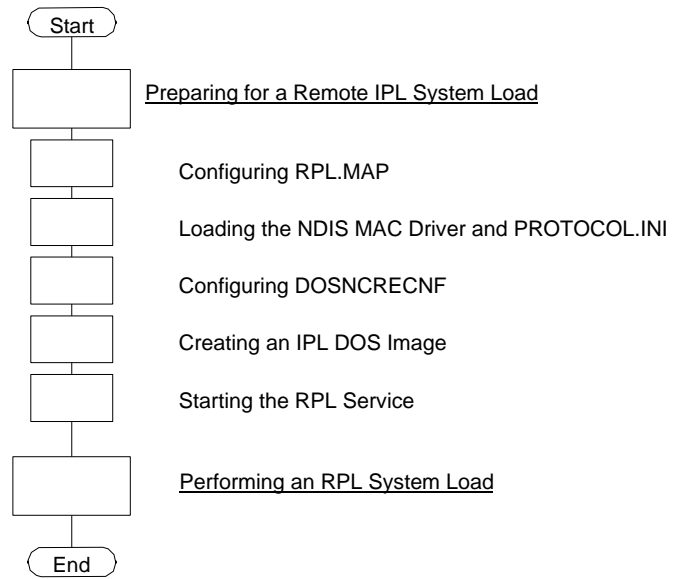 Start
Preparing for a Remote IPL System Load
Configuring RPL.MAP
Loading the NDIS MAC Driver and PROTOCOL.INI
Configuring DOSNCRECNF
Creating an IPL DOS Image
Starting the RPL Service
Performing an RPL System Load
End